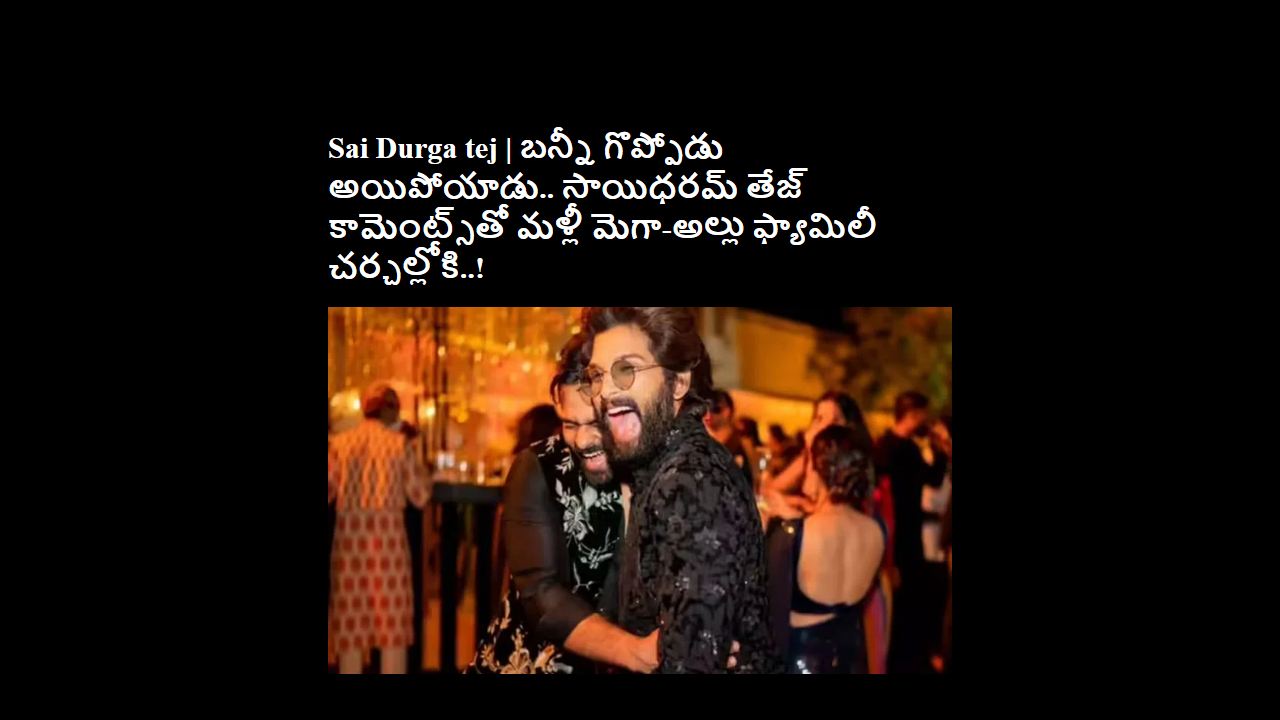 Sai Durga tej | బన్నీ గొప్పోడు
అయిపోయాడు.. సాయిధరమ్ తేజ్
కామెంట్స్‌తో మళ్లీ మెగా-అల్లు ఫ్యామిలీ
చర్చల్లోకి..!